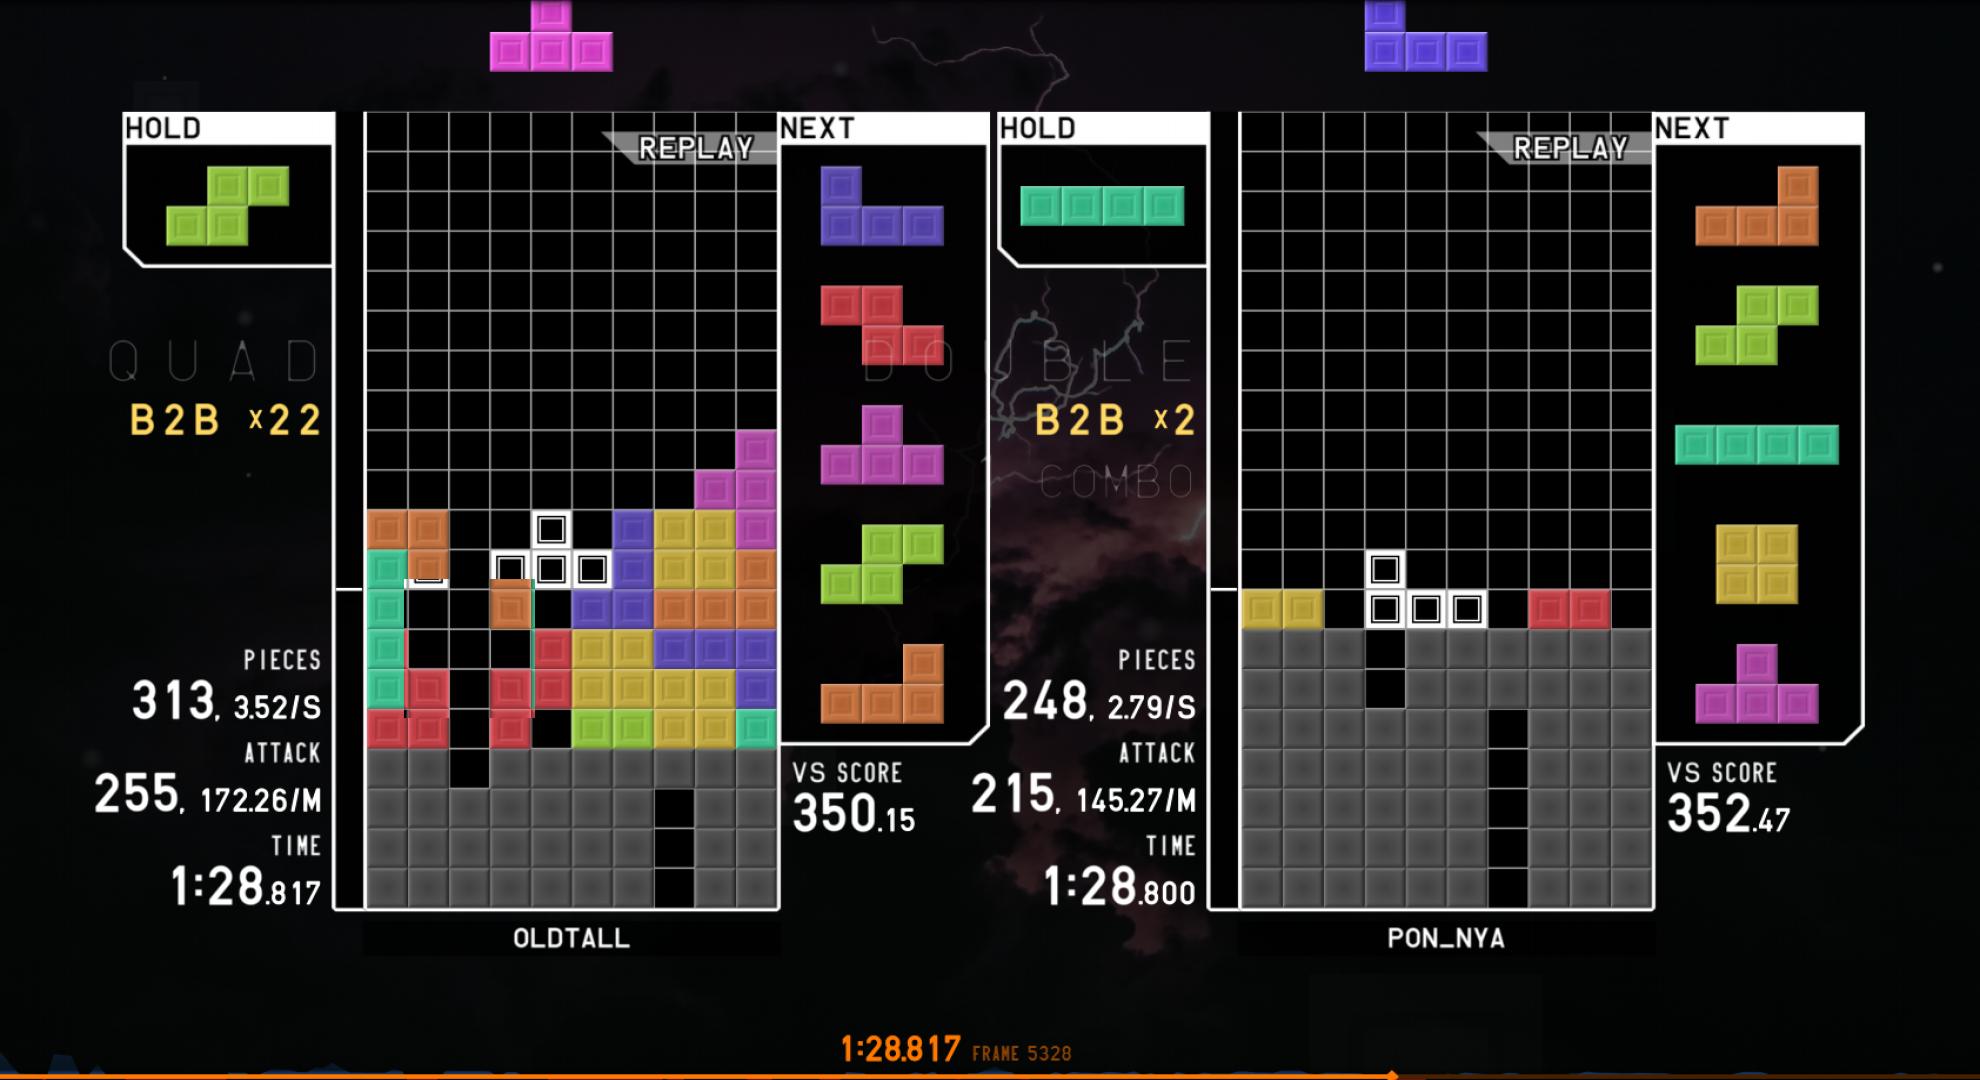 HOLD
REPLAY
NEXT
QUAD
B2B ×22
PIECES
313, 3.52/S
ATTACK
255, 172.26/M
TIME
1:28.817
VS SCORE
350.15
OLDTALL
HOLD
REPLAY
NEXT
DOUBLE
B2B ×2
COMBO
PIECES
248, 2.79/S
ATTACK
215, 145.27/M
TIME
1:28.800
VS SCORE
352.47
PON_NYA
1:28.817 FRAME 5328